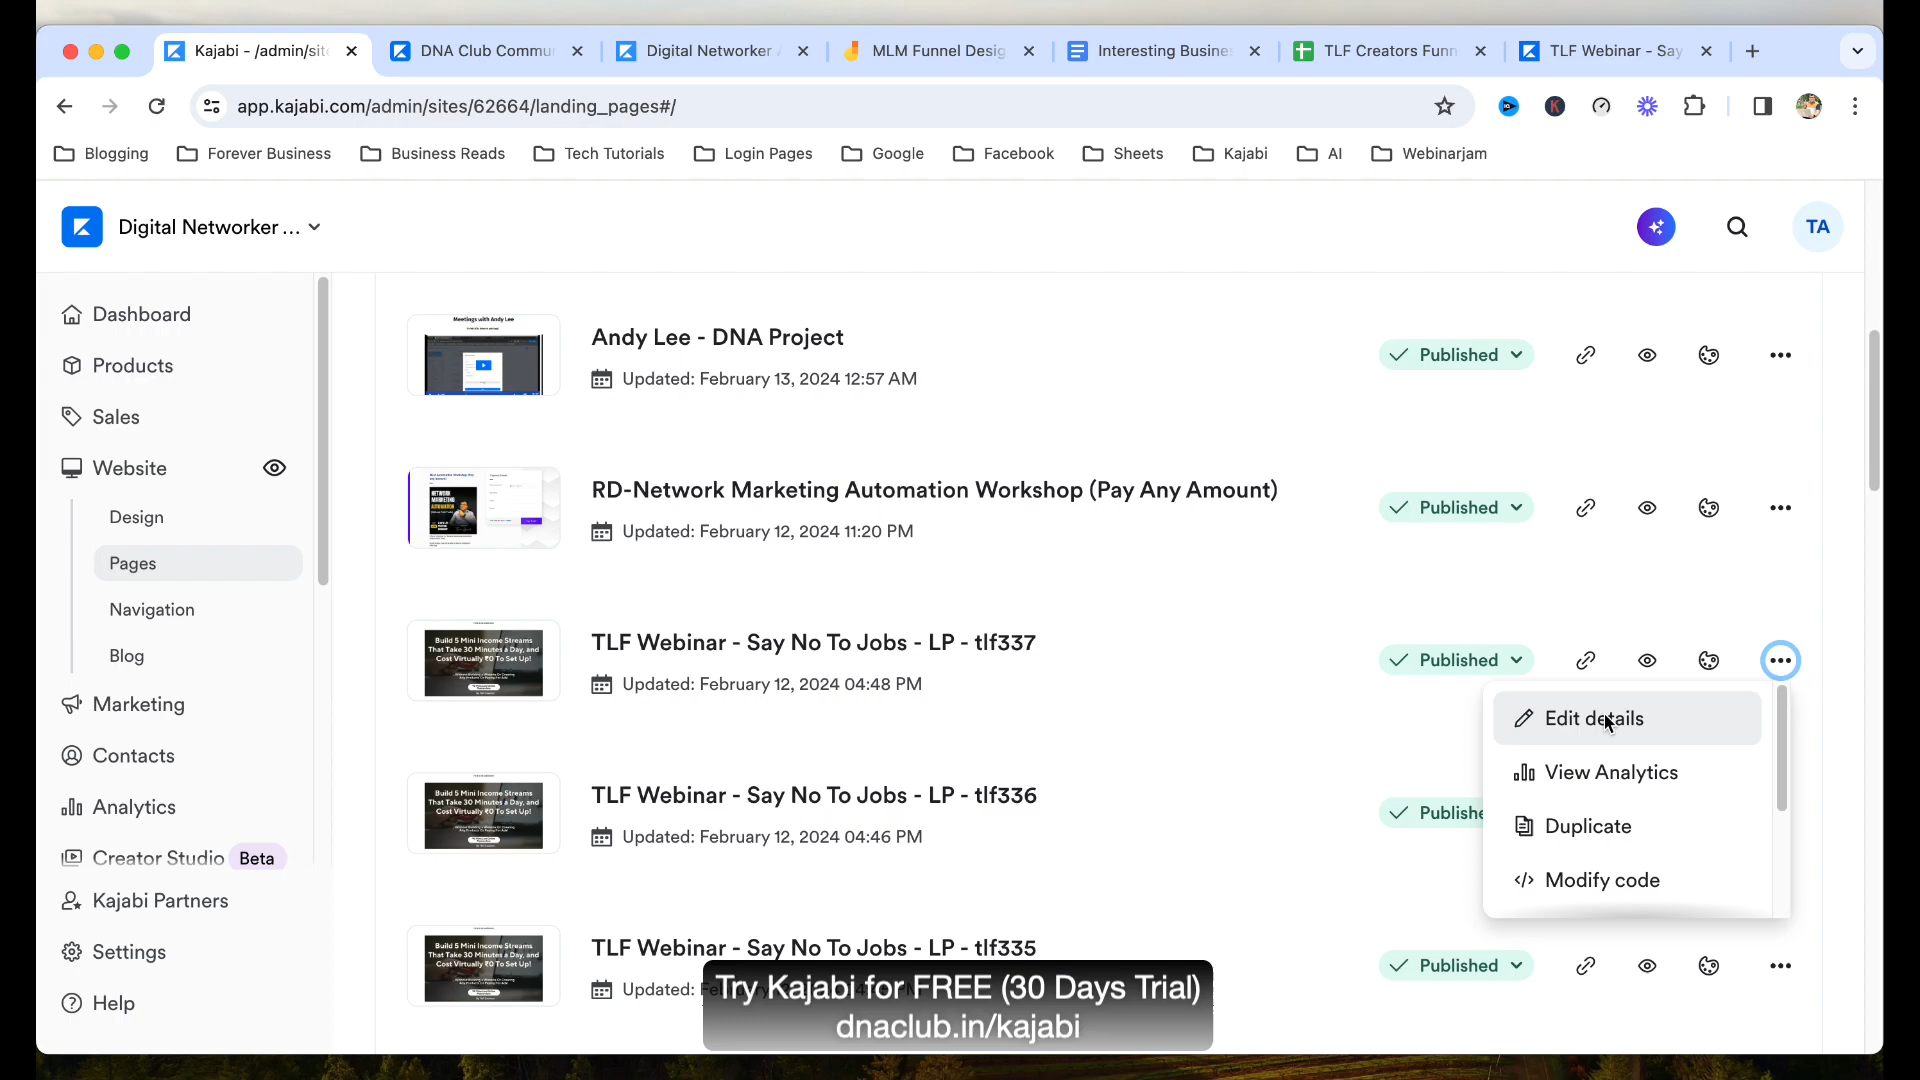 Kajabi - /admin/site
DNA Club Commu
Digital Networker
MLM Funnel Desig
Interesting Busine
TLF Creators Funn
TLF Webinar - Say
app.kajabi.com/admin/sites/62664/landing_pages#/
Blogging
Forever Business
Business Reads
Tech Tutorials
Login Pages
Google
Facebook
Sheets
Kajabi
AI
Webinarjam
Digital Networker ...
TA
Dashboard
Products
Sales
Website
Design
Pages
Navigation
Blog
Marketing
Contacts
Analytics
Creator Studio Beta
Kajabi Partners
Settings
Help
Meetings with Andy Lee
Andy Lee - DNA Project
Updated: February 13, 2024 12:57 AM
Published
NETWORK
MARKETING
AUTOMATION
RD-Network Marketing Automation Workshop (Pay Any Amount)
Updated: February 12, 2024 11:20 PM
Published
Build 5 Mini Income Streams
That Take 30 Minutes a Day, and
Cost Virtually ₹0 To Set Up!
TLF Webinar - Say No To Jobs - LP - tlf337
Updated: February 12, 2024 04:48 PM
Published
Edit details
View Analytics
Duplicate
Modify code
Build 5 Mini Income Streams
That Take 30 Minutes a Day, and
Cost Virtually ₹0 To Set Up!
TLF Webinar - Say No To Jobs - LP - tlf336
Updated: February 12, 2024 04:46 PM
Publishe
Build 5 Mini Income Streams
That Take 30 Minutes a Day, and
Cost Virtually ₹0 To Set Up!
TLF Webinar - Say No To Jobs - LP - tlf335
Updated:
Published
Try Kajabi for FREE (30 Days Trial)
dnaclub.in/kajabi